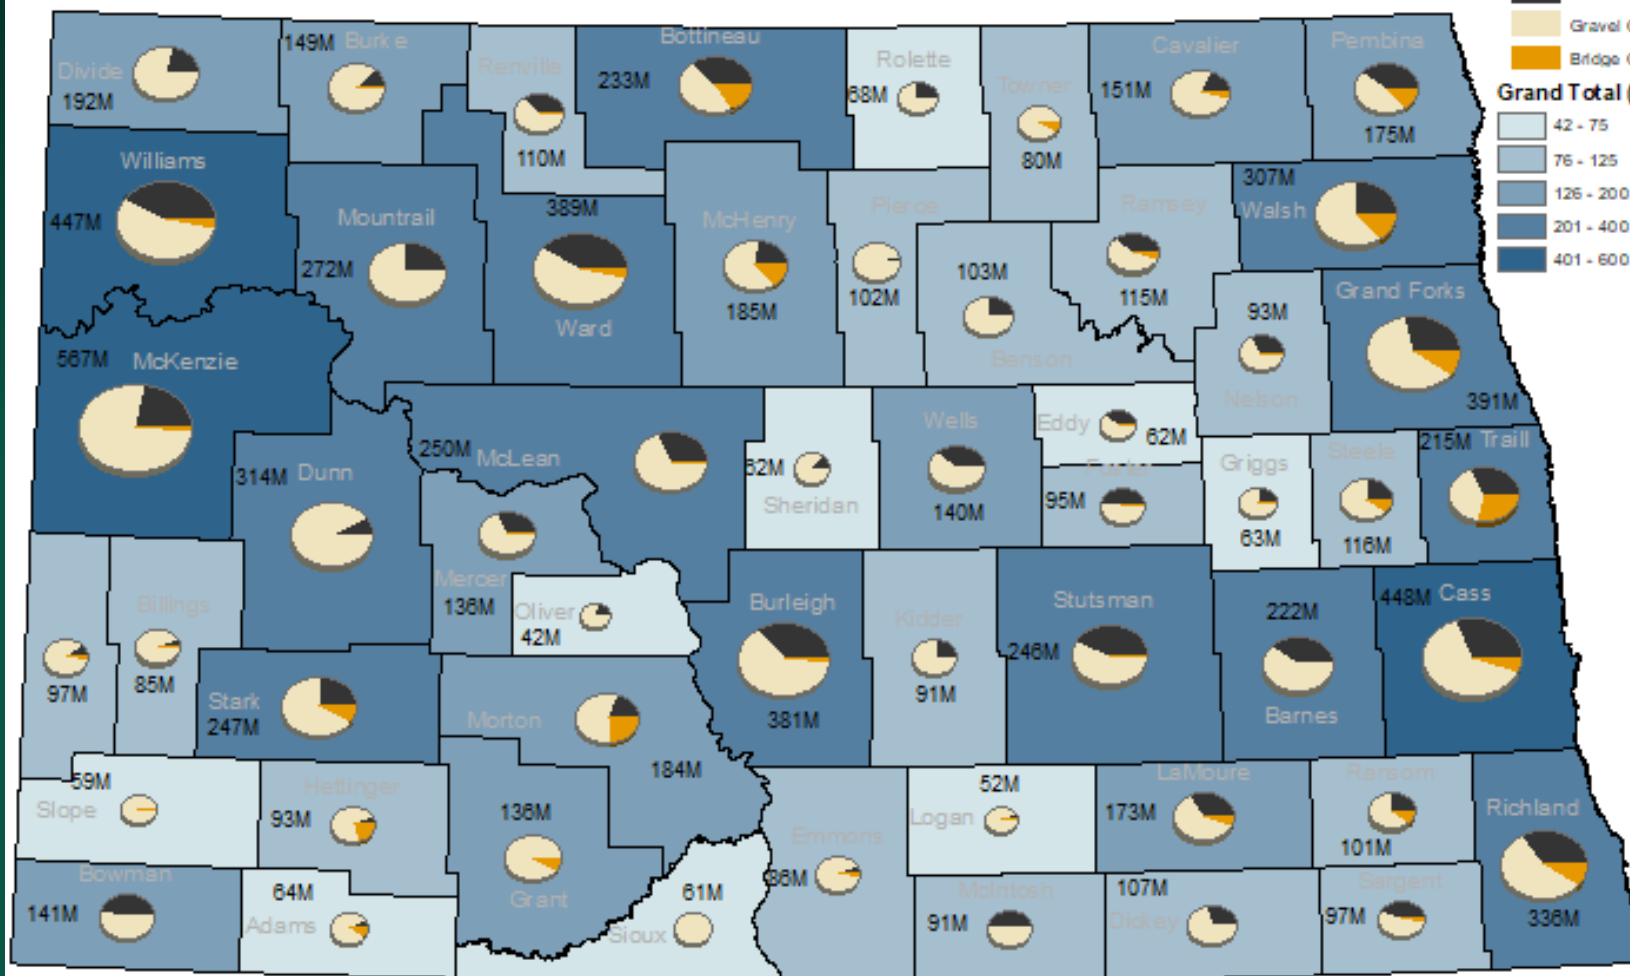 Gravel
Bridge
Grand Total (
42 - 75
76 - 125
126 - 200
201 - 400
401 - 600
Divide
192M
149M Burke
Renville
110M
Bottineau
233M
Rolette
68M
Towner
80M
Cavalier
151M
Pembina
175M
Williams
447M
Mountrail
272M
389M
Ward
McHenry
185M
Pierce
102M
103M
Benson
Ramsey
115M
307M
Walsh
93M
Nelson
Grand Forks
391M
567M McKenzie
314M Dunn
250M McLean
62M
Sheridan
Wells
140M
Eddy
62M
Foster
95M
Griggs
63M
Steele
116M
215M Traill
97M
Billings
85M
Mercer
136M
Oliver
42M
Stark
247M
Morton
184M
Burleigh
381M
Kidder
91M
Stutsman
246M
222M
Barnes
448M Cass
59M
Slope
Hettinger
93M
136M
Grant
Emmons
86M
52M
Logan
LaMoure
173M
Ransom
101M
Richland
336M
Bowman
141M
64M
Adams
61M
Sioux
McIntosh
91M
107M
Dickey
Sargent
97M